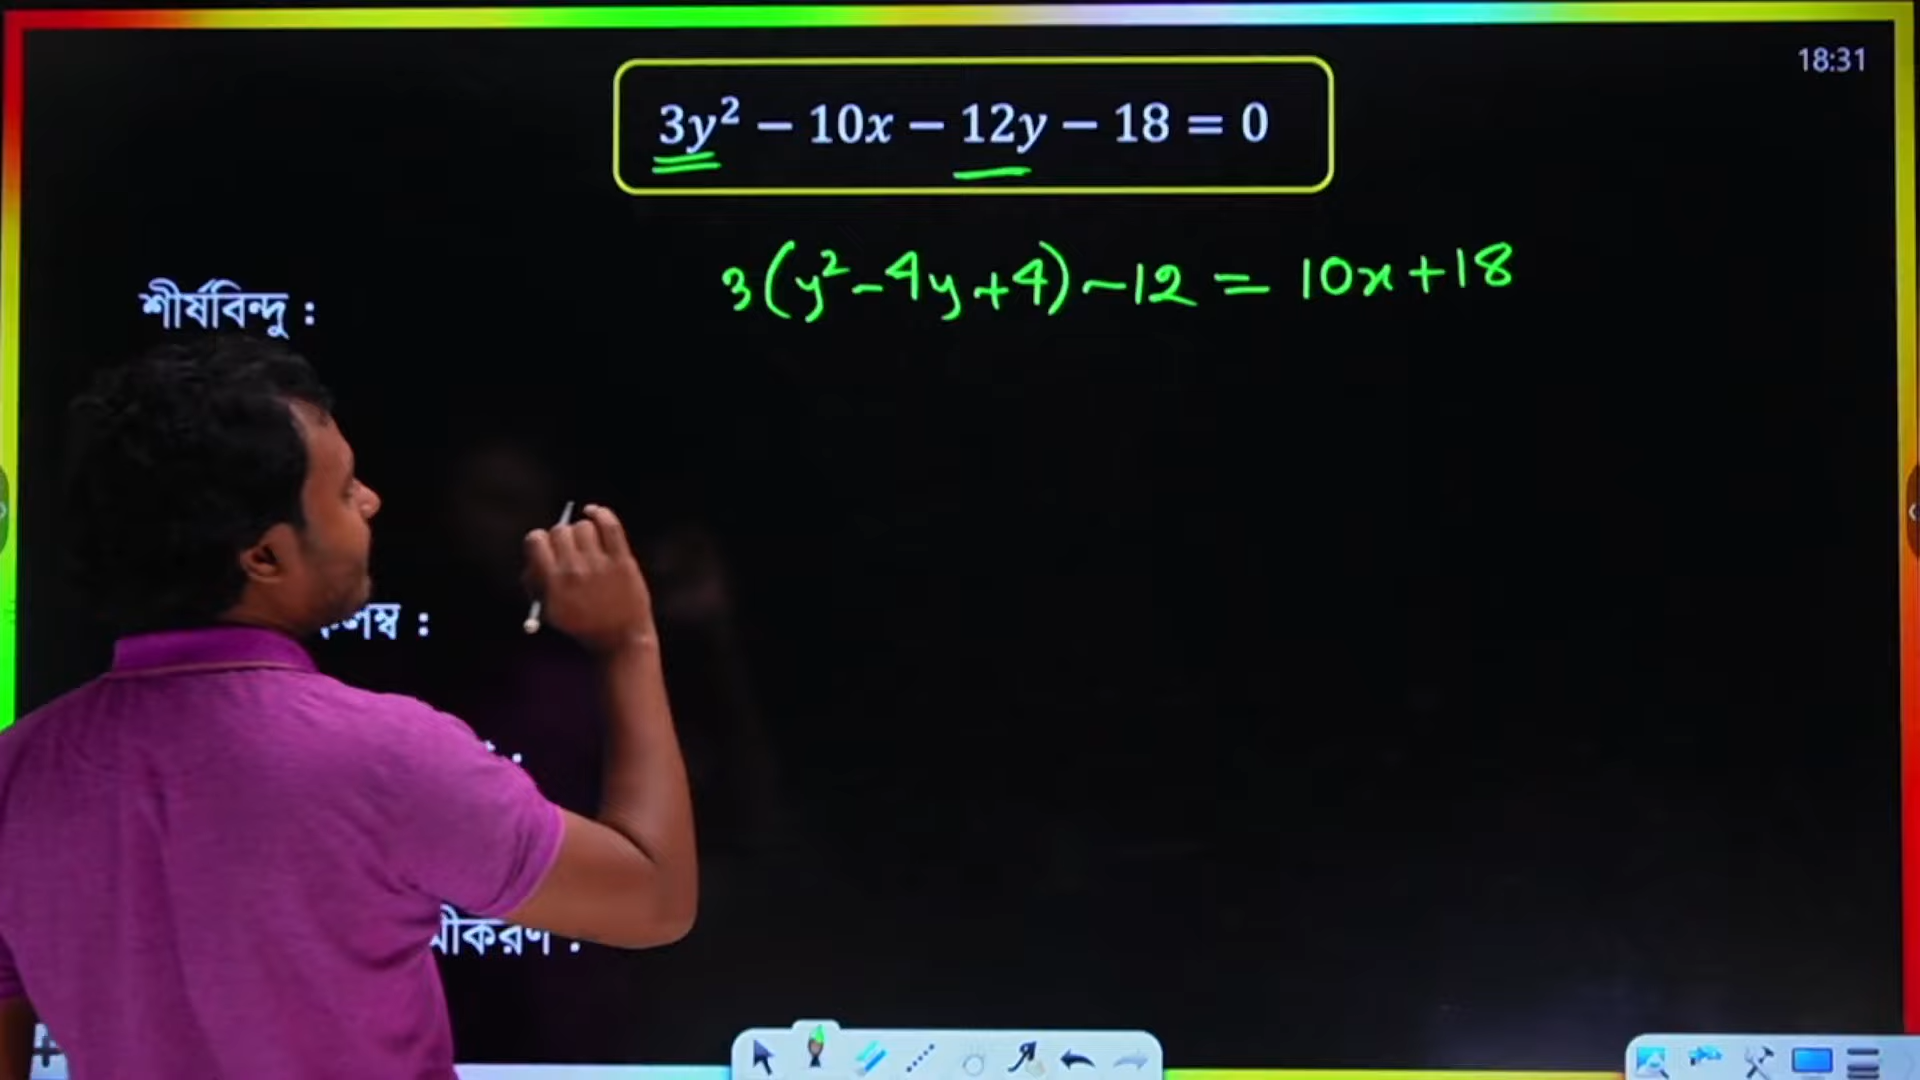 18:31
3y² − 10x − 12y − 18 = 0
3(y² − 4y + 4) − 12 = 10x + 18
শীর্ষবিন্দু :